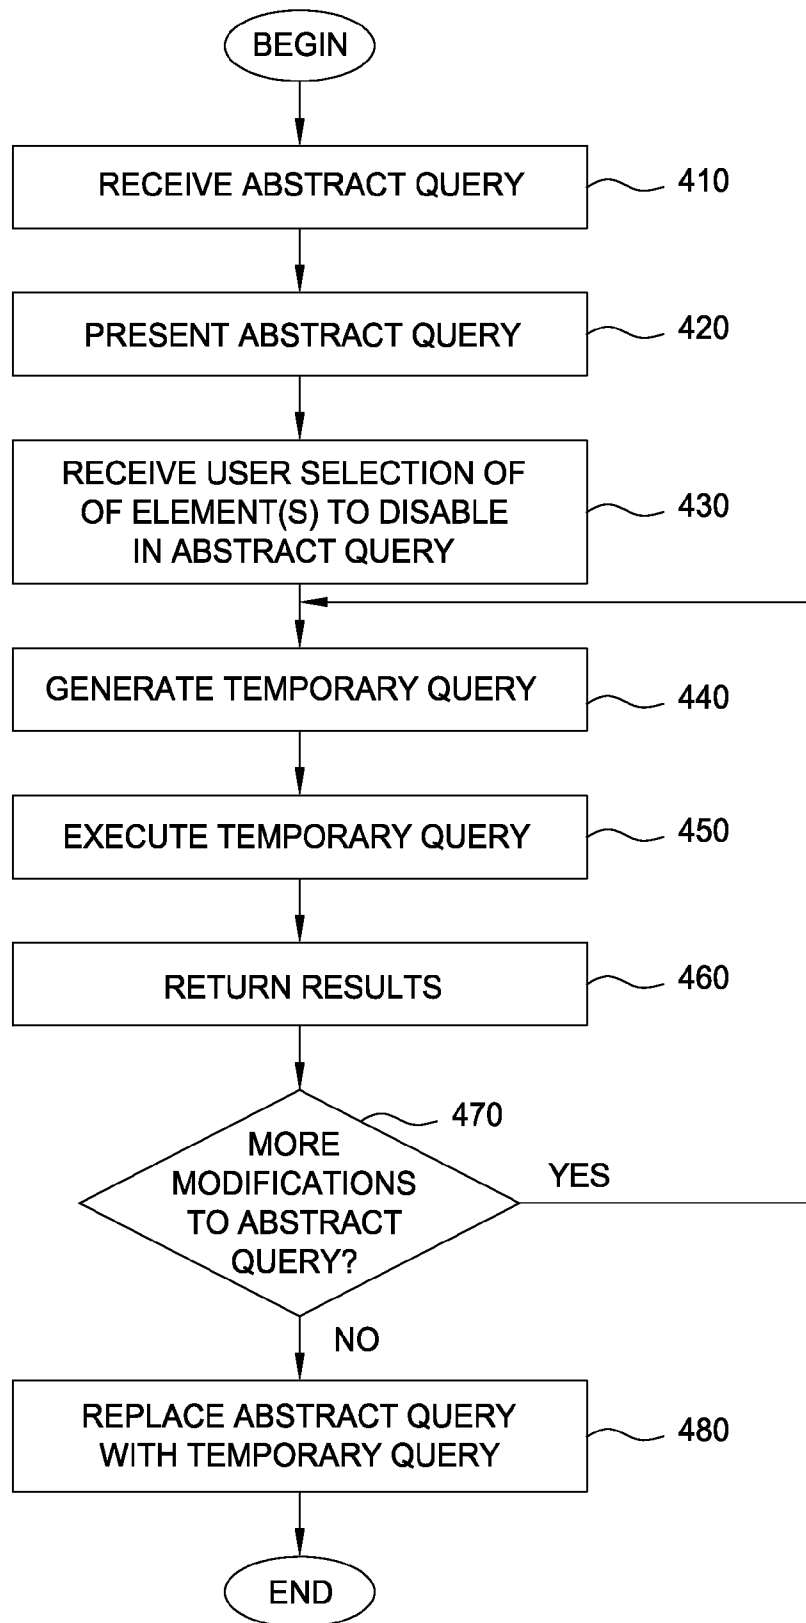 BEGIN
RECEIVE ABSTRACT QUERY
410
PRESENT ABSTRACT QUERY
420
RECEIVE USER SELECTION OF
OF ELEMENT(S) TO DISABLE
IN ABSTRACT QUERY
430
GENERATE TEMPORARY QUERY
440
EXECUTE TEMPORARY QUERY
450
RETURN RESULTS
460
470
MORE
MODIFICATIONS
TO ABSTRACT
QUERY?
YES
NO
REPLACE ABSTRACT QUERY
WITH TEMPORARY QUERY
480
END